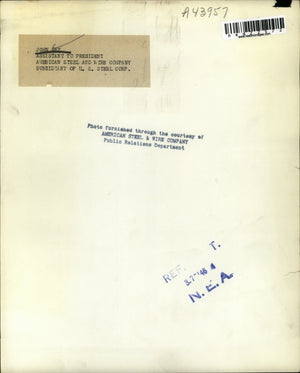 A43957
JOHN
ASSISTANT TO PRESIDENT
AMERICAN STEEL AND WIRE COMPANY
SUBSIDIARY OF U. S. STEEL CORP.
Photo furnished through the courtesy of
AMERICAN STEEL & WIRE COMPANY
Public Relations Department
REF. T.
N.E.A